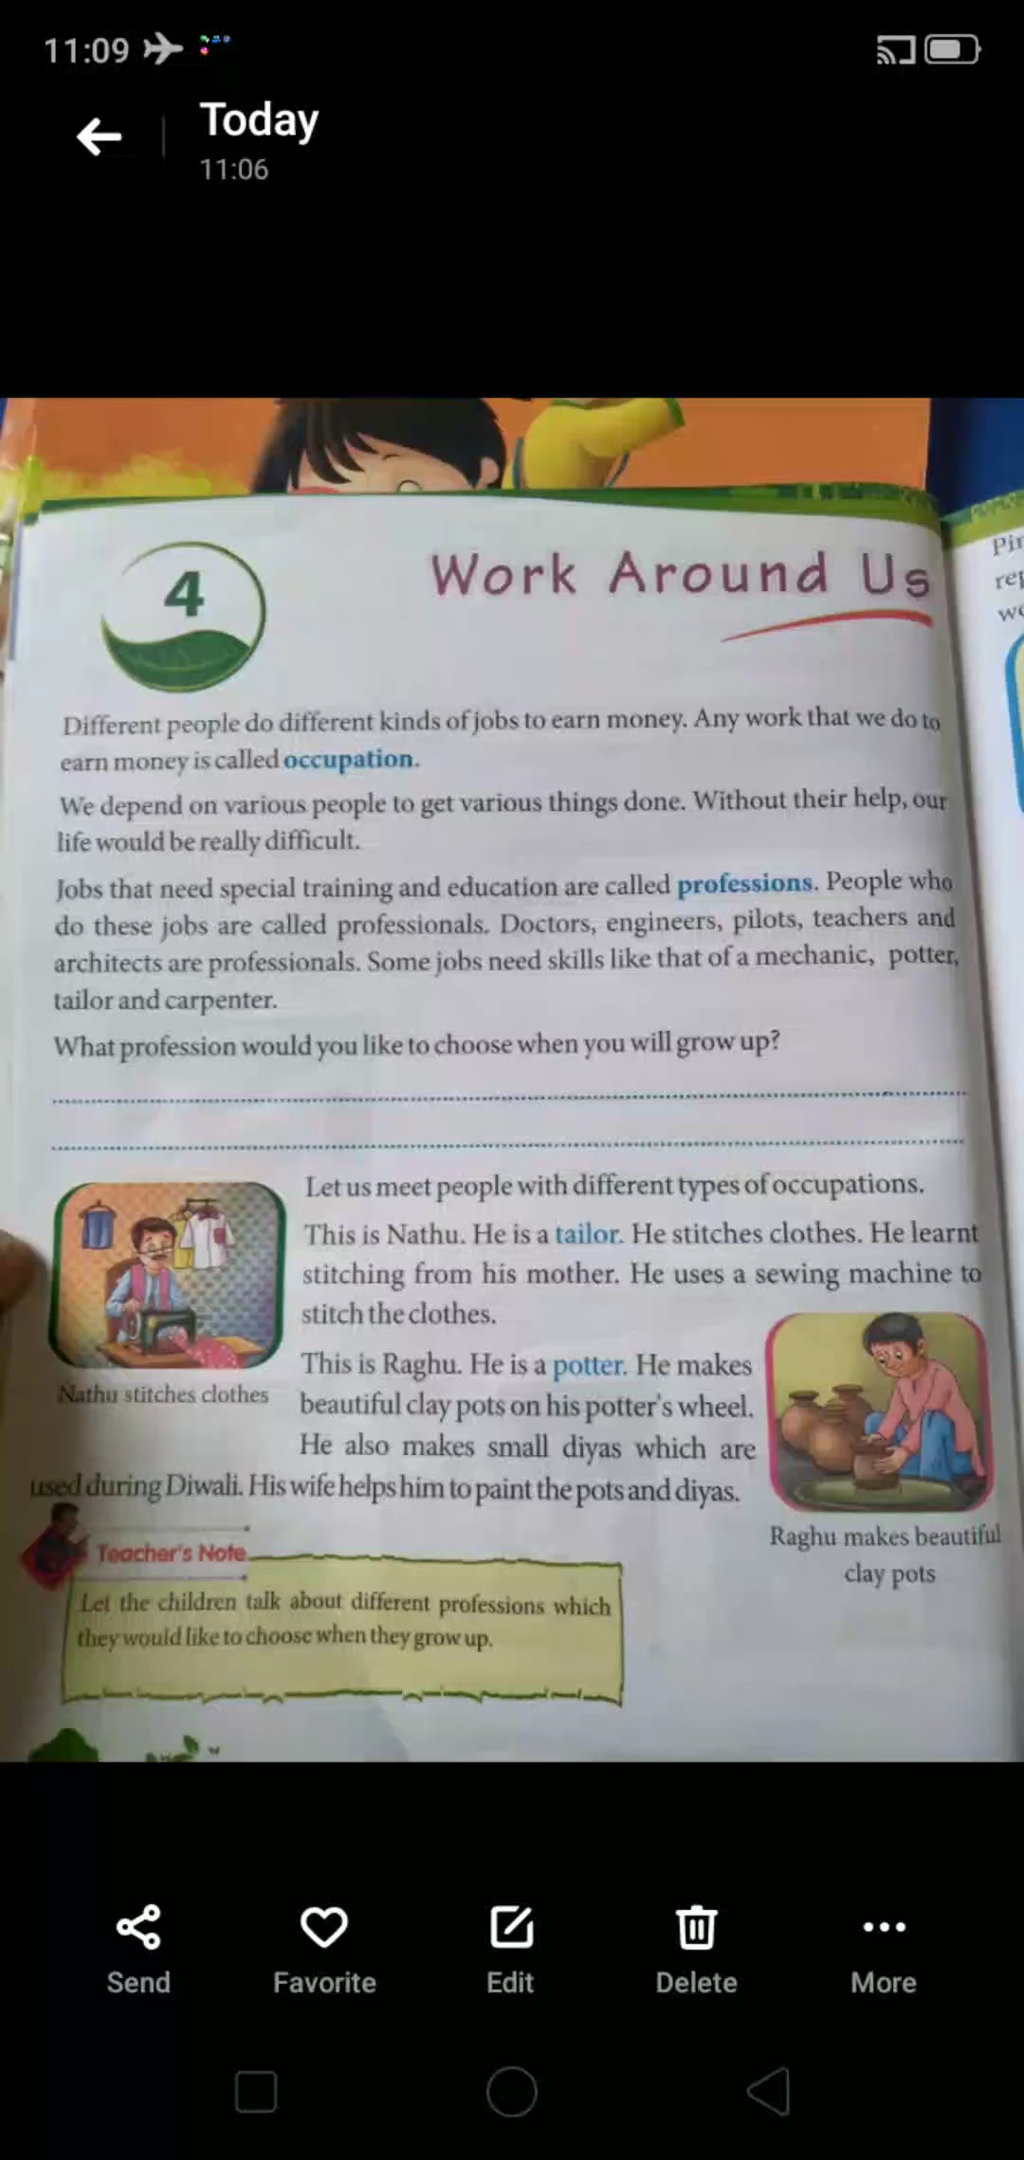 11:09
Today
11:06
4
Work Around Us
Different people do different kinds of jobs to earn money. Any work that we do to
earn money is called occupation.
We depend on various people to get various things done. Without their help, our
life would be really difficult.
Jobs that need special training and education are called professions. People who
do these jobs are called professionals. Doctors, engineers, pilots, teachers and
architects are professionals. Some jobs need skills like that of a mechanic, potter,
tailor and carpenter.
What profession would you like to choose when you will grow up?
Let us meet people with different types of occupations.
This is Nathu. He is a tailor. He stitches clothes. He learnt
stitching from his mother. He uses a sewing machine to
stitch the clothes.
Nathu stitches clothes
This is Raghu. He is a potter. He makes
beautiful clay pots on his potter's wheel.
He also makes small diyas which are
used during Diwali. His wife helps him to paint the pots and diyas.
Raghu makes beautiful
clay pots
Teacher's Note
Let the children talk about different professions which
they would like to choose when they grow up.
Send
Favorite
Edit
Delete
More